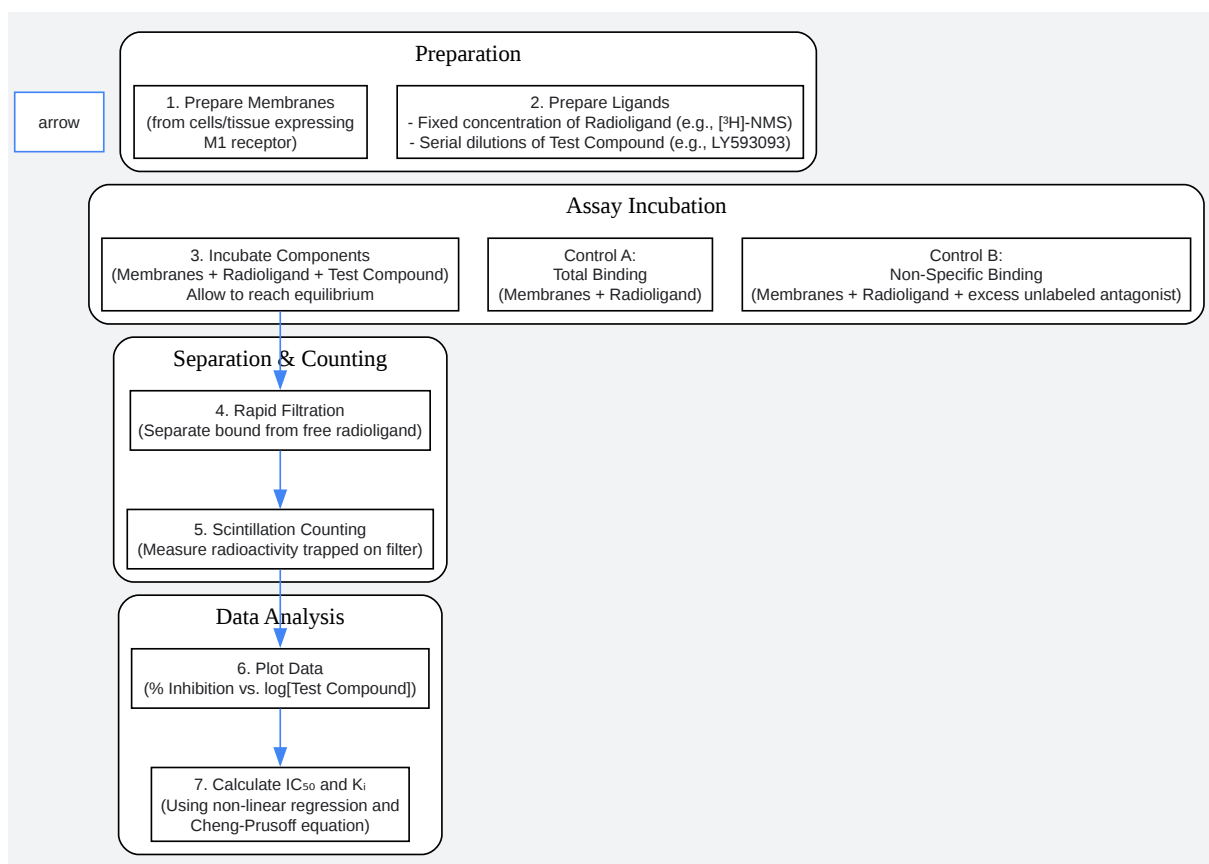 Preparation
arrow
1. Prepare Membranes
(from cells/tissue expressing
M1 receptor)
2. Prepare Ligands
- Fixed concentration of Radioligand (e.g., [³H]-NMS)
- Serial dilutions of Test Compound (e.g., LY593093)
Assay Incubation
3. Incubate Components
(Membranes + Radioligand + Test Compound)
Allow to reach equilibrium
Control A:
Total Binding
(Membranes + Radioligand)
Control B:
Non-Specific Binding
(Membranes + Radioligand + excess unlabeled antagonist)
Separation & Counting
4. Rapid Filtration
(Separate bound from free radioligand)
5. Scintillation Counting
(Measure radioactivity trapped on filter)
Data Analysis
6. Plot Data
(% Inhibition vs. log[Test Compound])
7. Calculate IC₅₀ and Kᵢ
(Using non-linear regression and
Cheng-Prusoff equation)